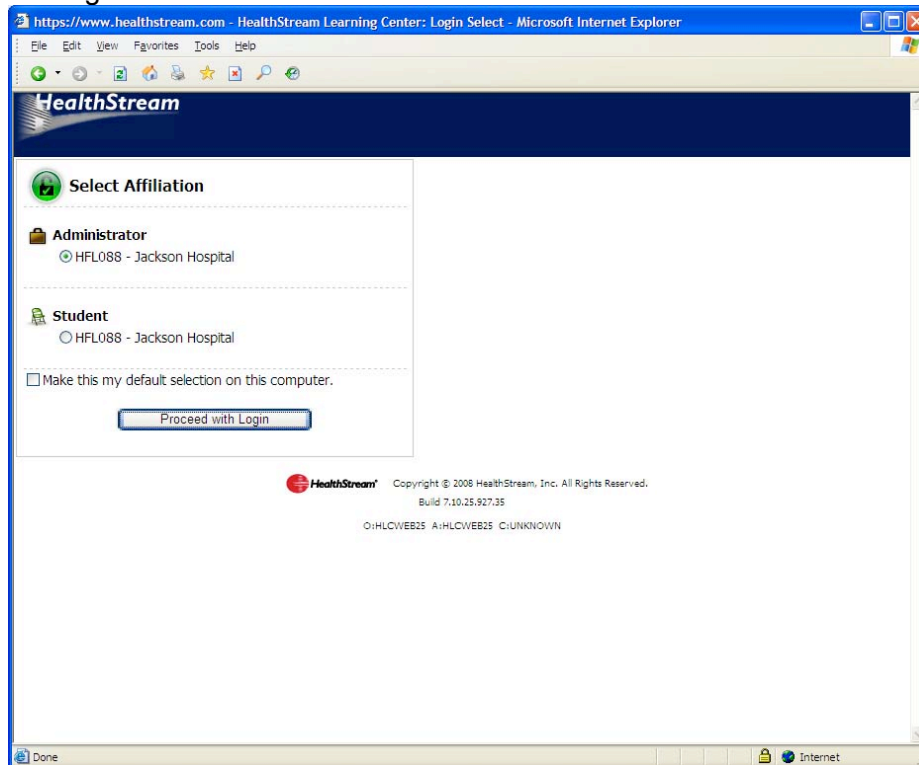 https://www.healthstream.com - HealthStream Learning Center: Login Select - Microsoft Internet Explorer
File Edit View Favorites Tools Help
HealthStream
Select Affiliation
Administrator
HFL088 - Jackson Hospital
Student
HFL088 - Jackson Hospital
Make this my default selection on this computer.
Proceed with Login
HealthStream Copyright © 2008 HealthStream, Inc. All Rights Reserved.
Build 7.10.25.927.35
O:HLCWEB25 A:HLCWEB25 C:UNKNOWN
Done Internet